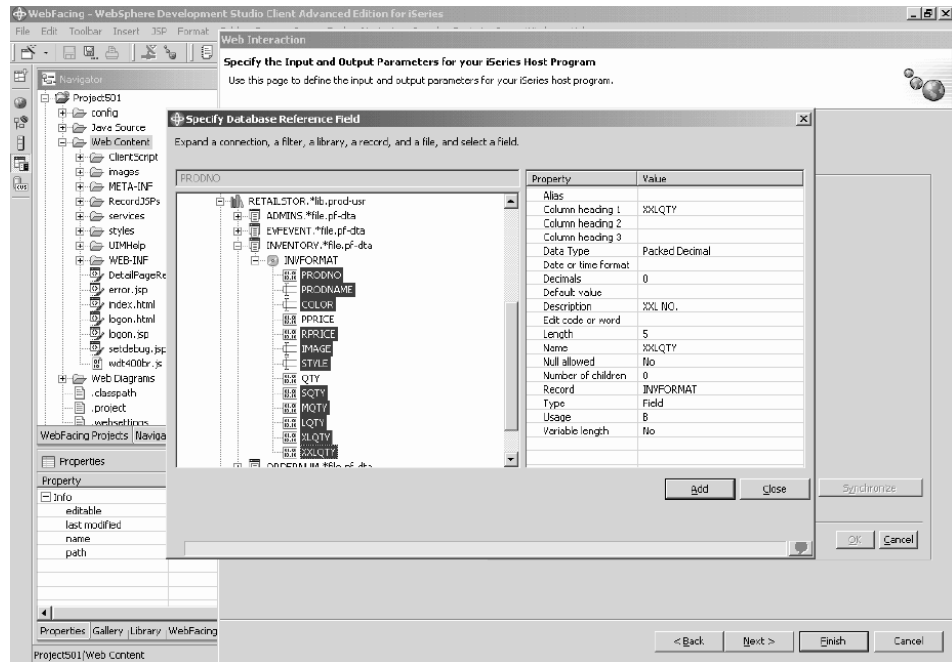 WebFacing - WebSphere Development Studio Client Advanced Edition for iSeries
File Edit Toolbar Insert JSP Format
Web Interaction
Specify the Input and Output Parameters for your iSeries Host Program
Use this page to define the input and output parameters for your iSeries host program.
Navigator
Project501
config
Java Source
Web Content
ClientScript
images
META-INF
RecordJSPs
services
styles
UIMHelp
WEB-INF
DetailPageRe
error.jsp
index.html
logon.html
logon.jsp
setdebug.jsp
wdt400br.js
Web Diagrams
.classpath
.project
.websettings
WebFacing Projects Naviga
Specify Database Reference Field
Expand a connection, a filter, a library, a record, and a file, and select a field.
PRODNO
RETAILSTOR.*lib.prod-usr
ADMINS.*file.pf-dta
EVFEVENT.*file.pf-dta
INVENTORY.*file.pf-dta
INVFORMAT
PRODNO
PRODNAME
COLOR
PPRICE
RPRICE
IMAGE
STYLE
QTY
SQTY
MQTY
LQTY
XLQTY
XXLQTY
ORDERNUM.*file.pf-dta
Property Value
Alias
Column heading 1 XXLQTY
Column heading 2
Column heading 3
Data Type Packed Decimal
Date or time format
Decimals 0
Default value
Description XXL NO.
Edit code or word
Length 5
Name XXLQTY
Null allowed No
Number of children 0
Record INVFORMAT
Type Field
Usage B
Variable length No
Add Close
Synchronize
OK Cancel
Properties
Property
Info
editable
last modified
name
path
Properties Gallery Library WebFacing
< Back Next > Finish Cancel
Project501/Web Content